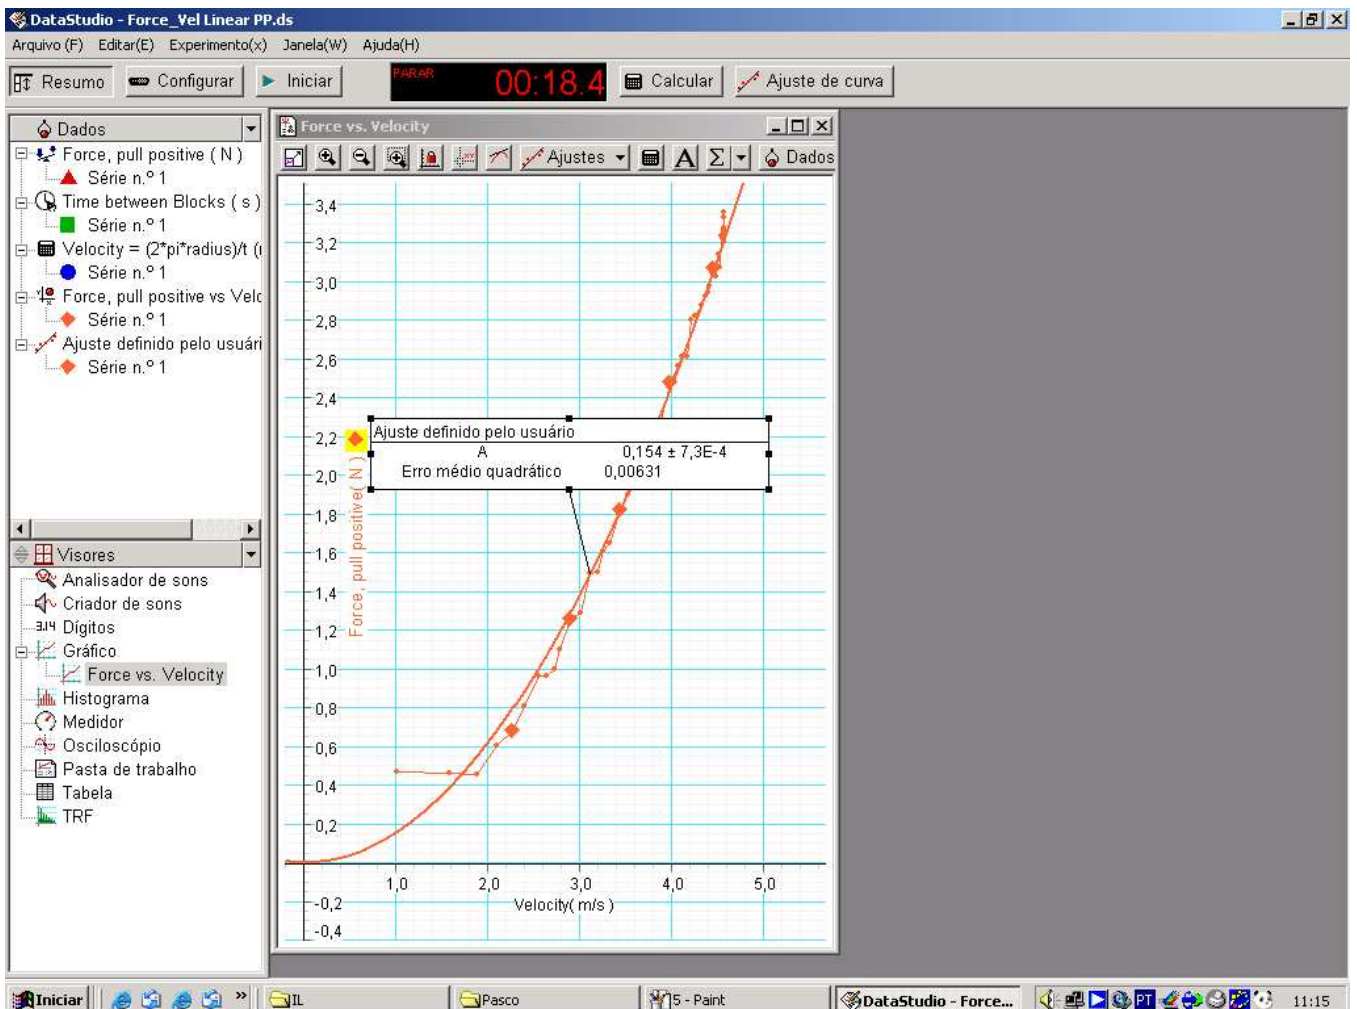 DataStudio - Force_Vel Linear PP.ds
Arquivo (F) Editar(E) Experimento(x) Janela(W) Ajuda(H)
Resumo Configurar Iniciar PARAR 00:18.4 Calcular Ajuste de curva
Dados
Force, pull positive ( N )
Série n.º 1
Time between Blocks ( s )
Série n.º 1
Velocity = (2*pi*radius)/t (
Série n.º 1
Force, pull positive vs Velo
Série n.º 1
Ajuste definido pelo usuári
Série n.º 1
Visores
Analisador de sons
Criador de sons
3.14 Dígitos
Gráfico
Force vs. Velocity
Histograma
Medidor
Osciloscópio
Pasta de trabalho
Tabela
TRF
Force vs. Velocity
Ajustes A Σ Dados
3,4
3,2
3,0
2,8
2,6
2,4
2,2
2,0
1,8
1,6
1,4
1,2
1,0
0,8
0,6
0,4
0,2
-0,2
-0,4
Force, pull positive( N )
Ajuste definido pelo usuário
A 0,154 ± 7,3E-4
Erro médio quadrático 0,00631
1,0 2,0 3,0 4,0 5,0
Velocity( m/s )
Iniciar » IL Pasco 5 - Paint DataStudio - Force... PT 11:15